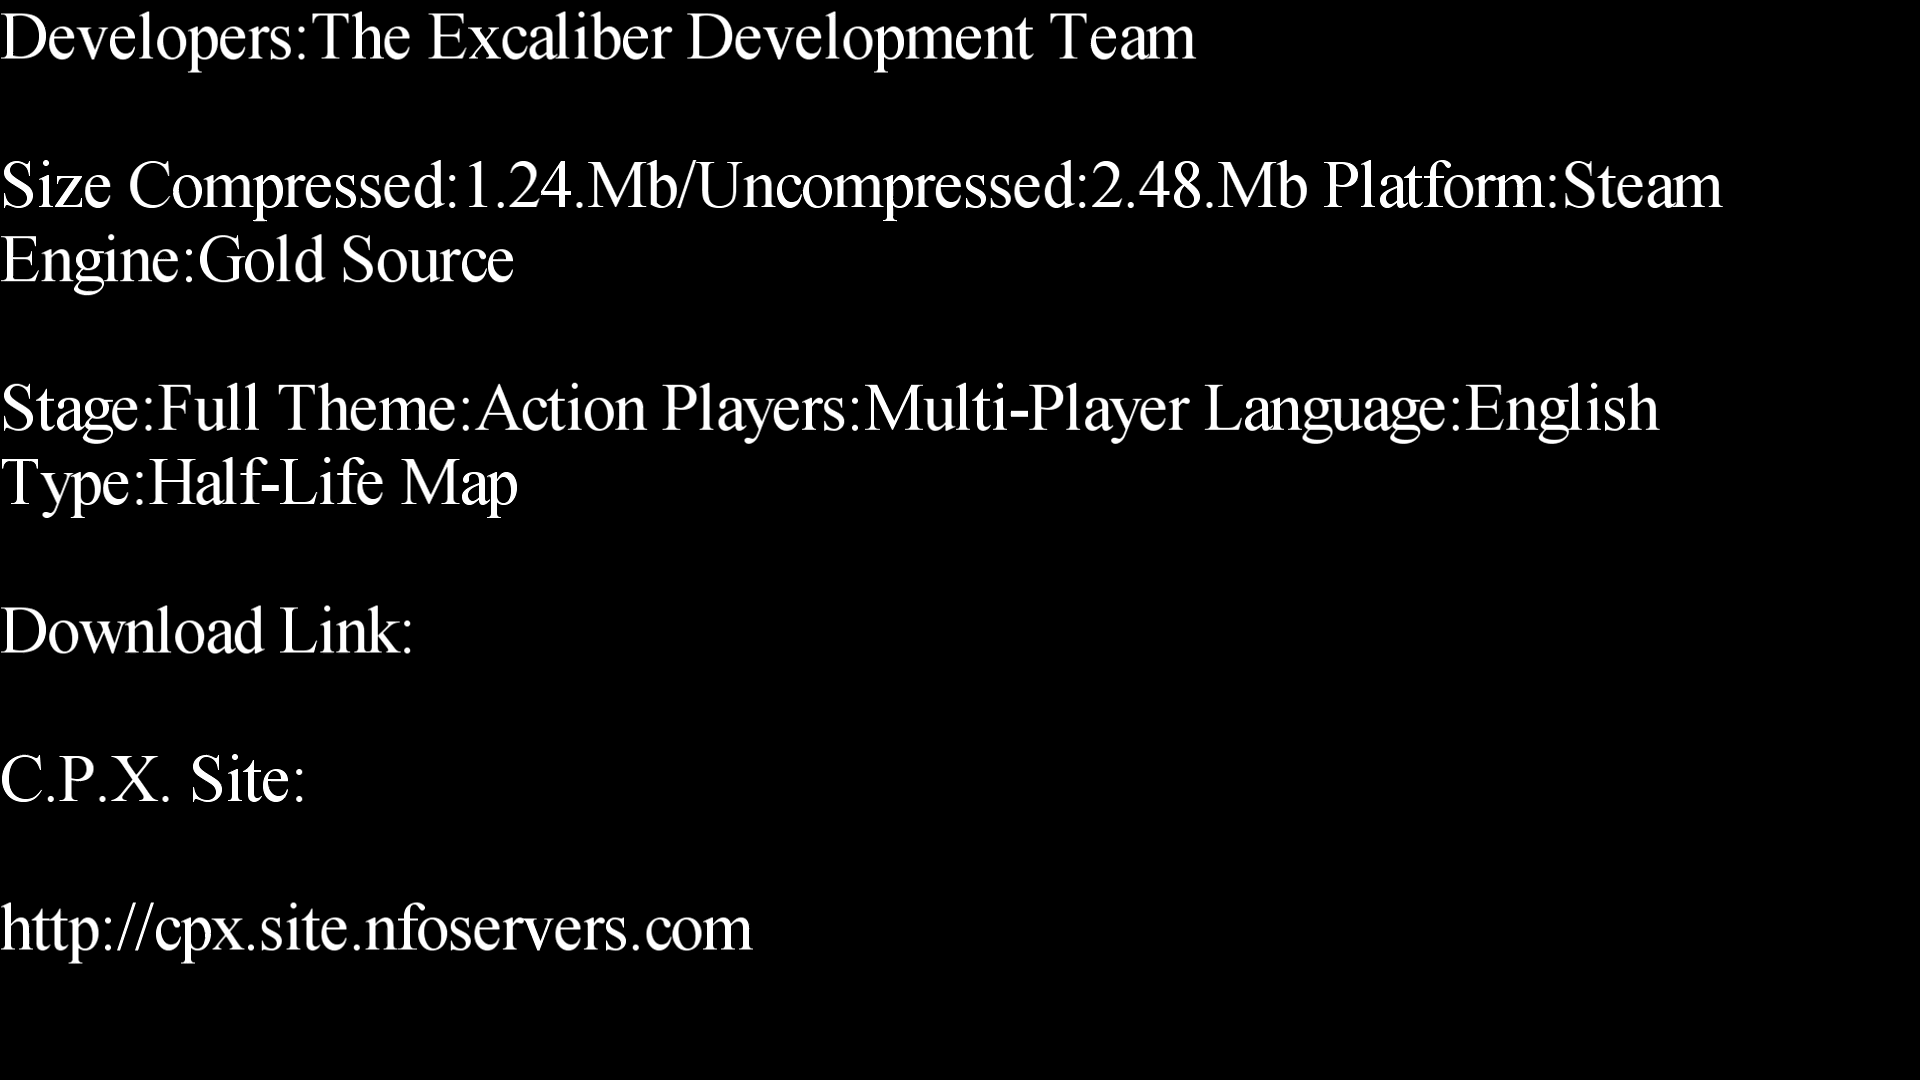 Developers:The Excaliber Development Team
Size Compressed:1.24.Mb/Uncompressed:2.48.Mb Platform:Steam
Engine:Gold Source
Stage:Full Theme:Action Players:Multi-Player Language:English
Type:Half-Life Map
Download Link:
C.P.X. Site:
http://cpx.site.nfoservers.com